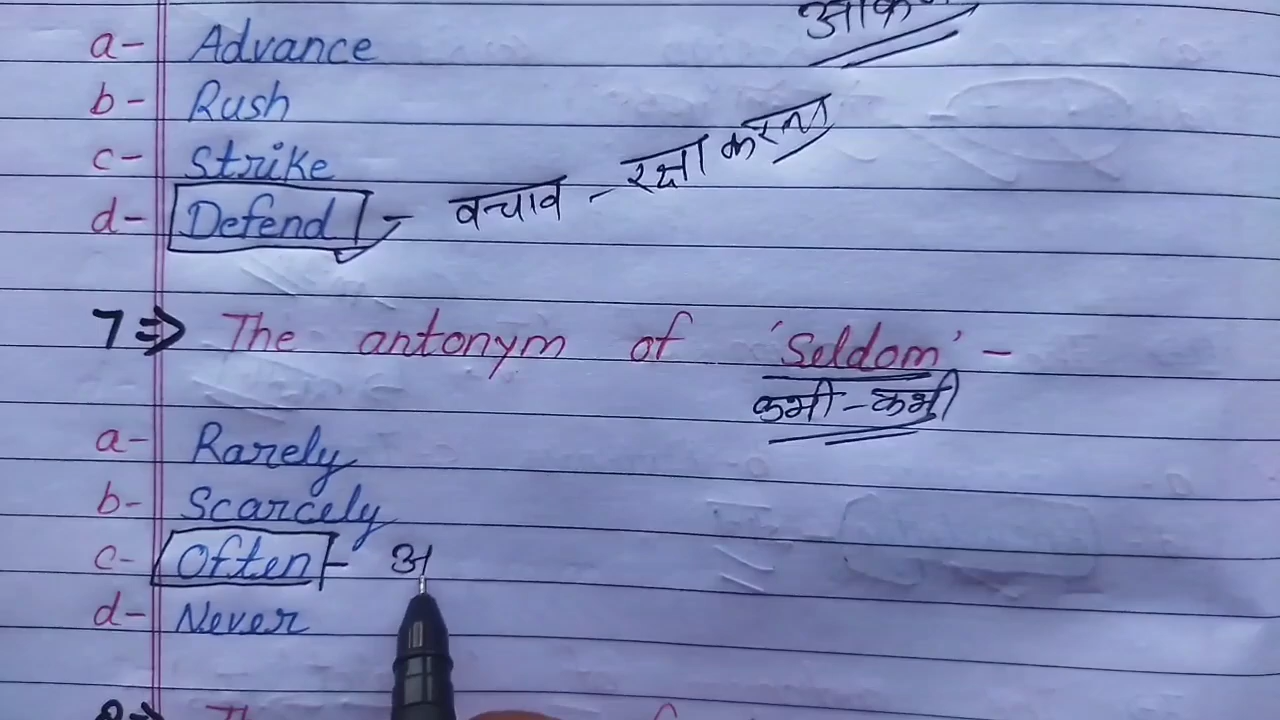 a- Advance
b- Rush
c- Strike
d- Defend - बचाव - रक्षा करना
7⇒ The antonym of 'Seldom' -
कभी-कभी
a- Rarely
b- Scarcely
c- Often - अ
d- Never